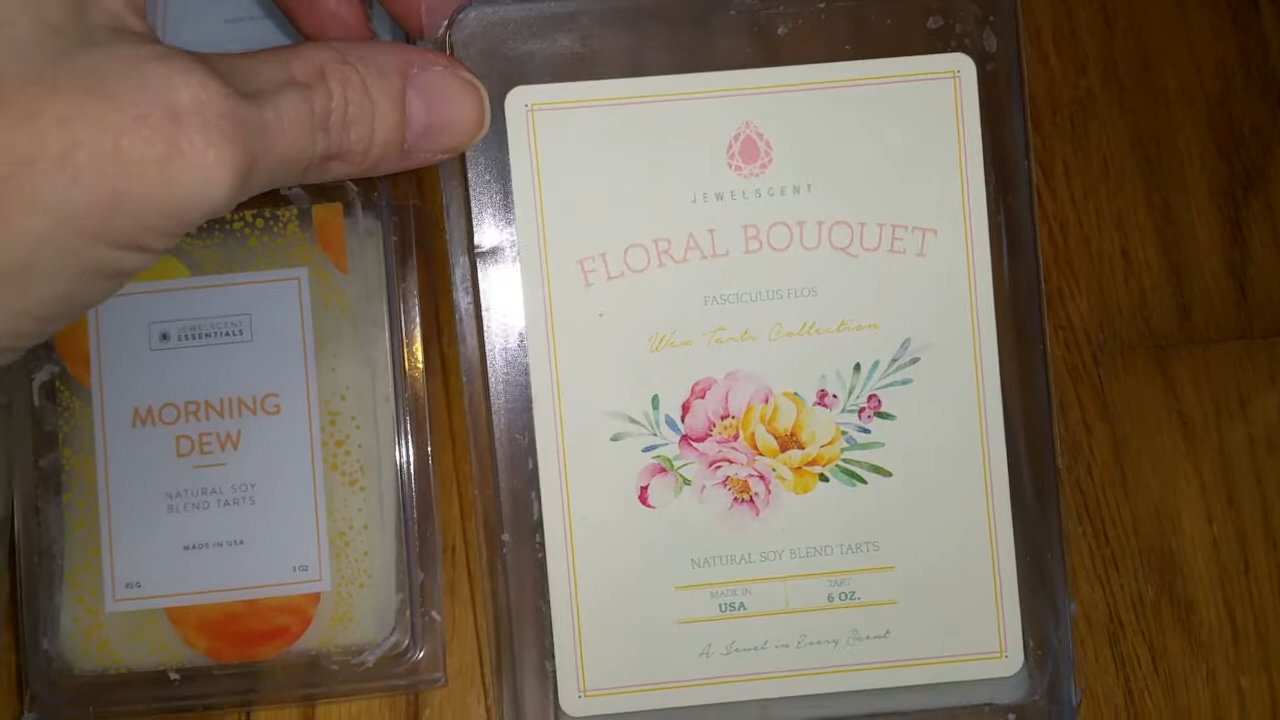 JEWELSCENT
ESSENTIALS
MORNING
DEW
NATURAL SOY
BLEND TARTS
MADE IN USA
85 G
3 OZ
JEWELSCENT
FLORAL BOUQUET
FASCICULUS FLOS
Wax Tarts Collection
NATURAL SOY BLEND TARTS
MADE IN
USA
TART
6 OZ.
A Jewel in Every Scent